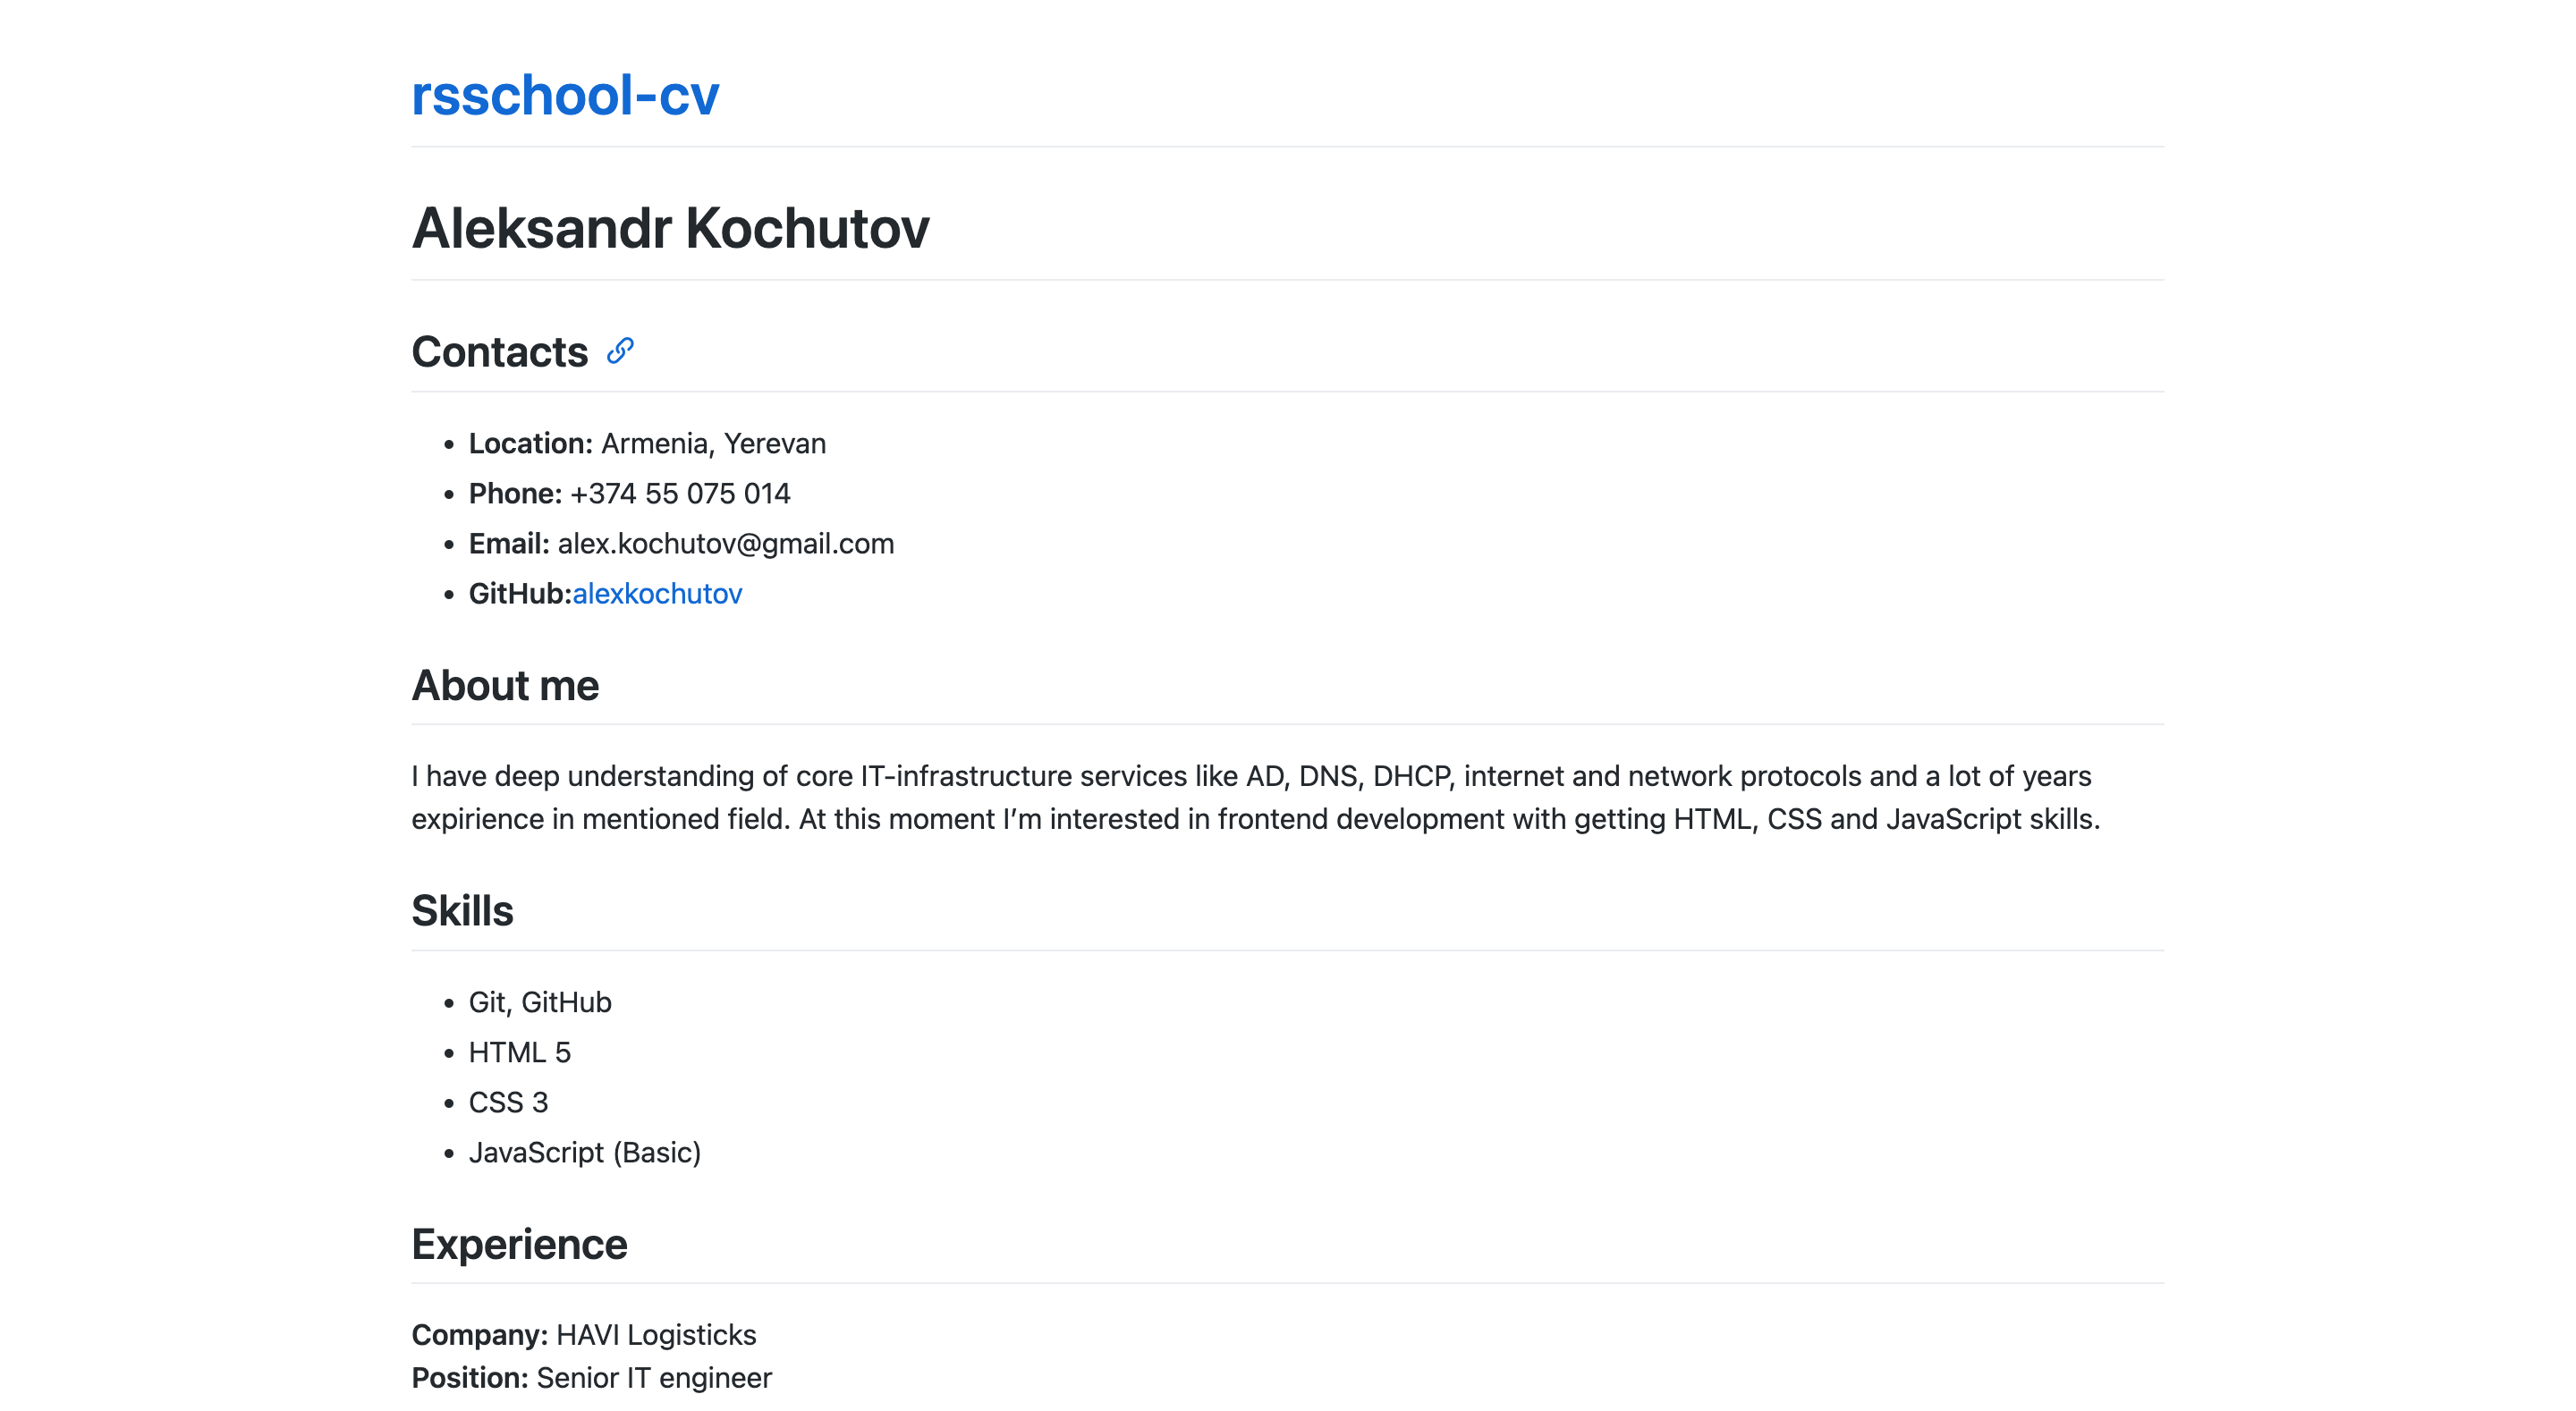 rsschool-cv
Aleksandr Kochutov
Contacts
Location: Armenia, Yerevan
Phone: +374 55 075 014
Email: alex.kochutov@gmail.com
GitHub:alexkochutov
About me
I have deep understanding of core IT-infrastructure services like AD, DNS, DHCP, internet and network protocols and a lot of years
expirience in mentioned field. At this moment I’m interested in frontend development with getting HTML, CSS and JavaScript skills.
Skills
Git, GitHub
HTML 5
CSS 3
JavaScript (Basic)
Experience
Company: HAVI Logisticks
Position: Senior IT engineer